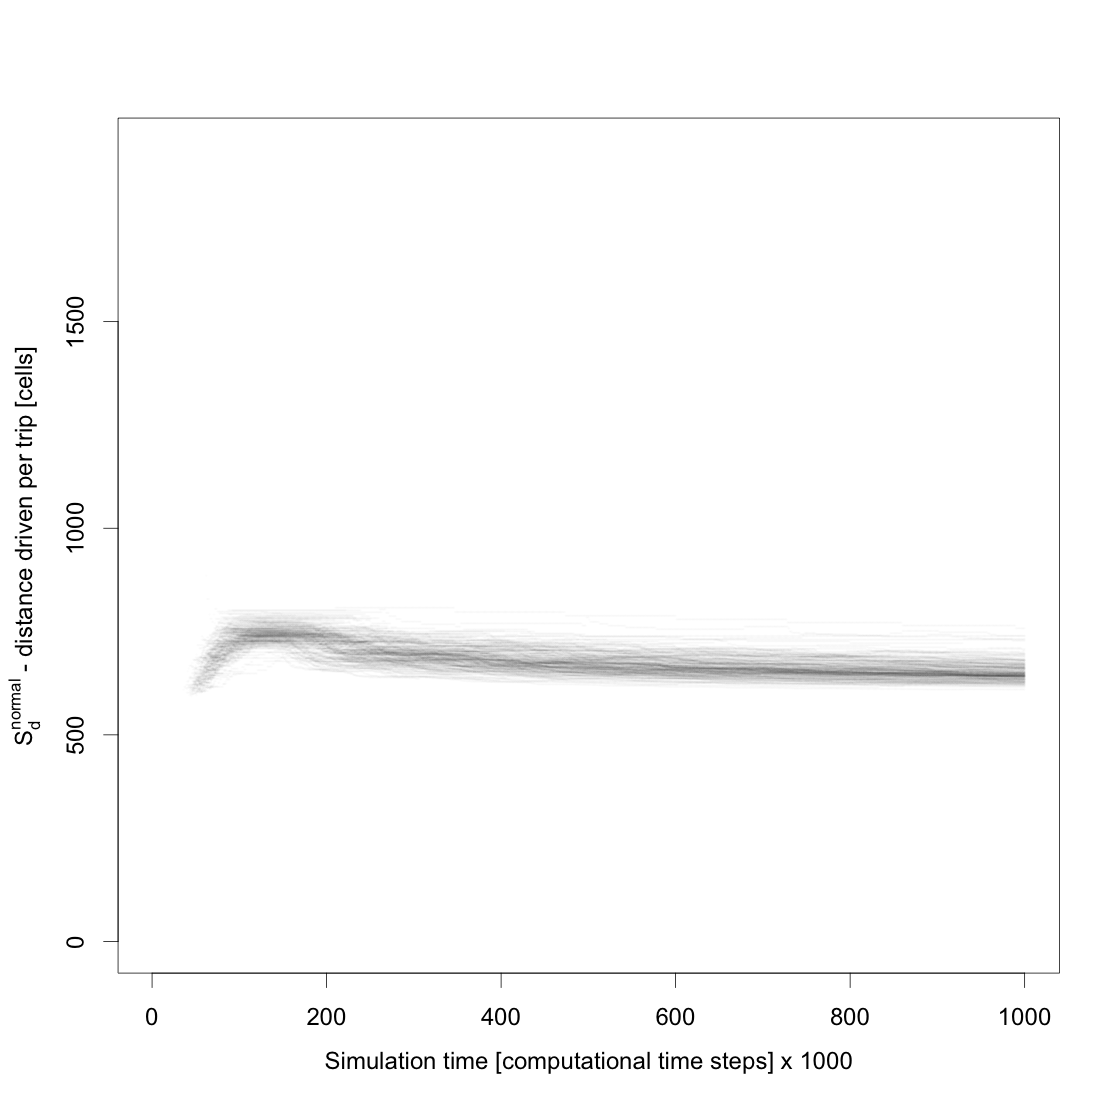 S_d^normal - distance driven per trip [cells]
1500
1000
500
0
0 200 400 600 800 1000
Simulation time [computational time steps] x 1000